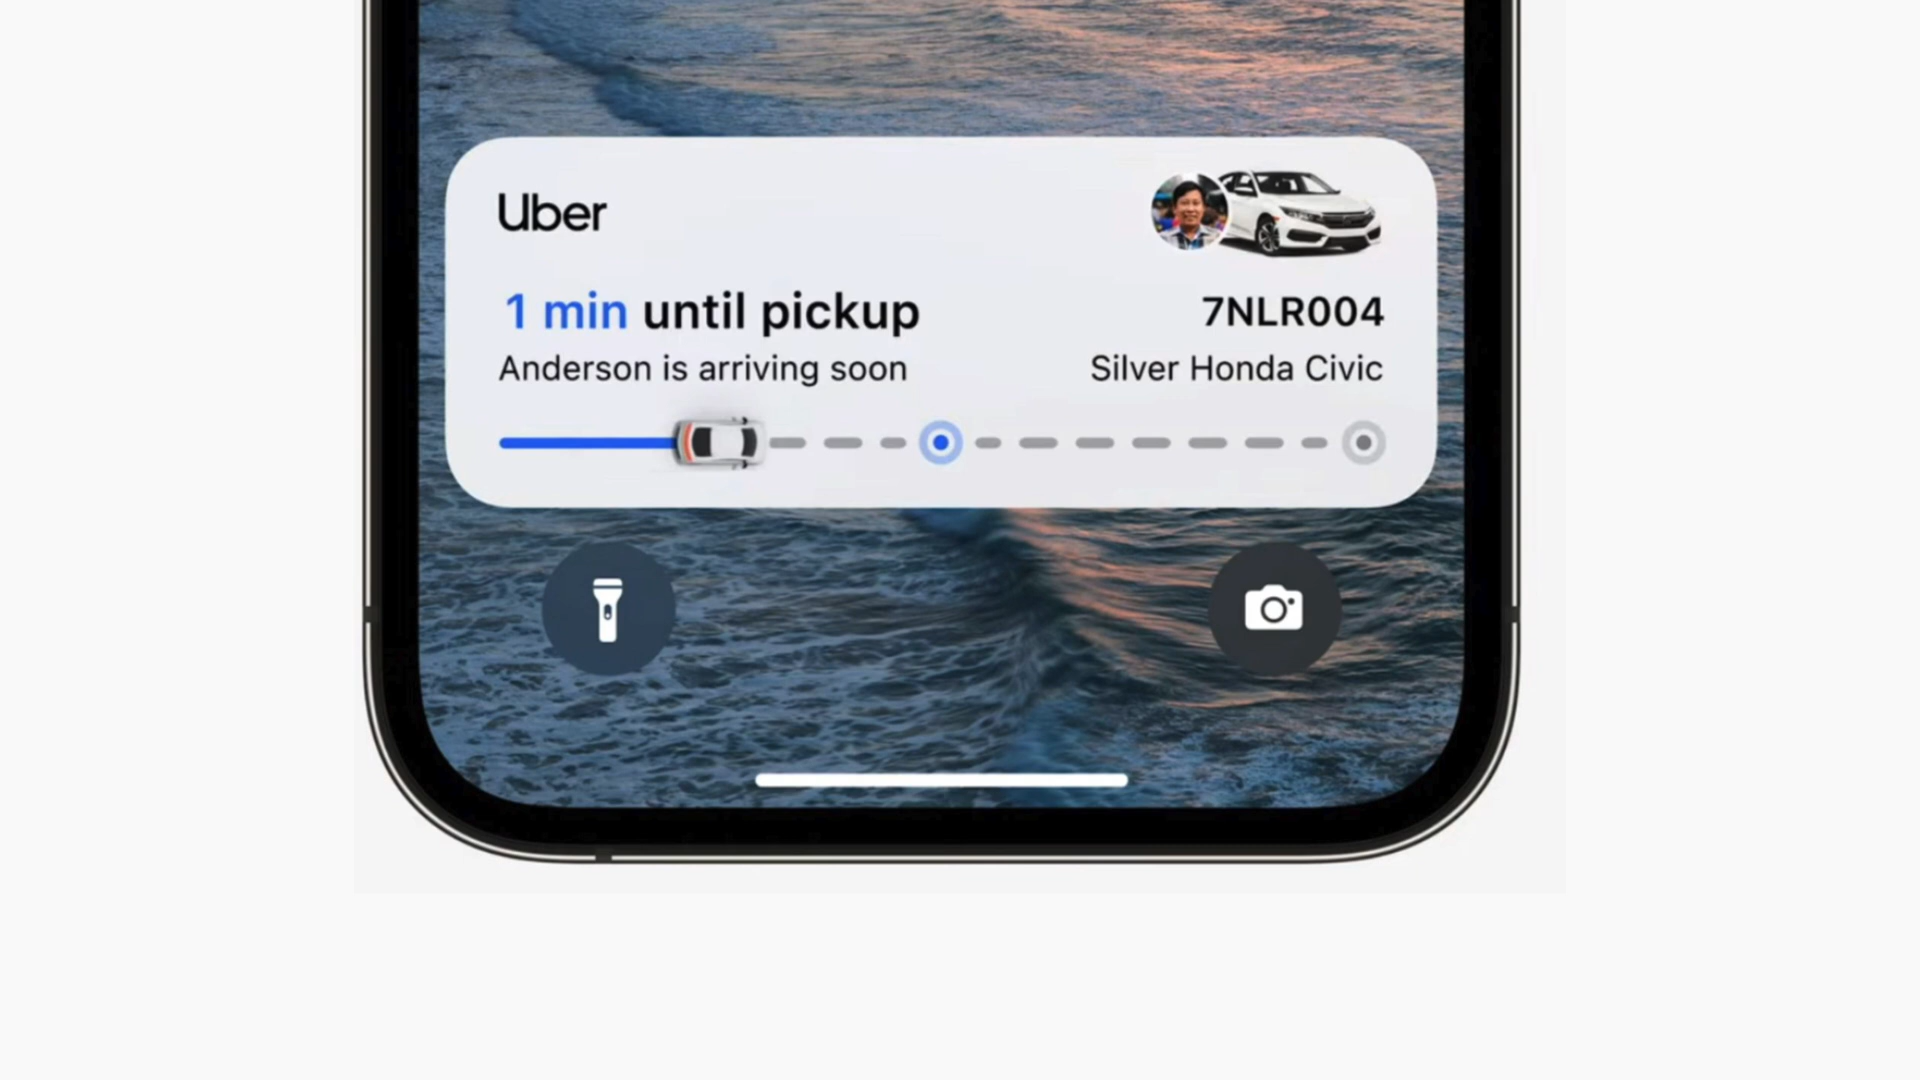 Uber
1 min until pickup
7NLR004
Anderson is arriving soon
Silver Honda Civic